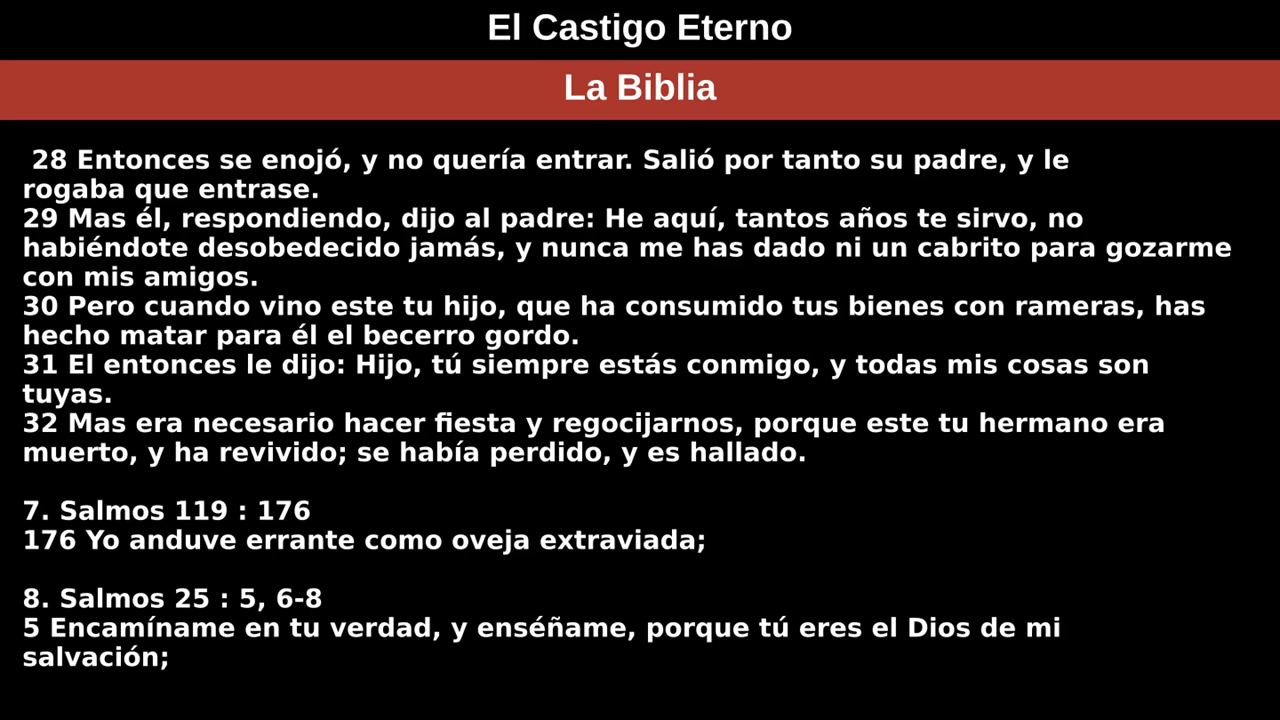 El Castigo Eterno
La Biblia
28 Entonces se enojó, y no quería entrar. Salió por tanto su padre, y le
rogaba que entrase.
29 Mas él, respondiendo, dijo al padre: He aquí, tantos años te sirvo, no
habiéndote desobedecido jamás, y nunca me has dado ni un cabrito para gozarme
con mis amigos.
30 Pero cuando vino este tu hijo, que ha consumido tus bienes con rameras, has
hecho matar para él el becerro gordo.
31 El entonces le dijo: Hijo, tú siempre estás conmigo, y todas mis cosas son
tuyas.
32 Mas era necesario hacer fiesta y regocijarnos, porque este tu hermano era
muerto, y ha revivido; se había perdido, y es hallado.
7. Salmos 119 : 176
176 Yo anduve errante como oveja extraviada;
8. Salmos 25 : 5, 6-8
5 Encamíname en tu verdad, y enséñame, porque tú eres el Dios de mi
salvación;